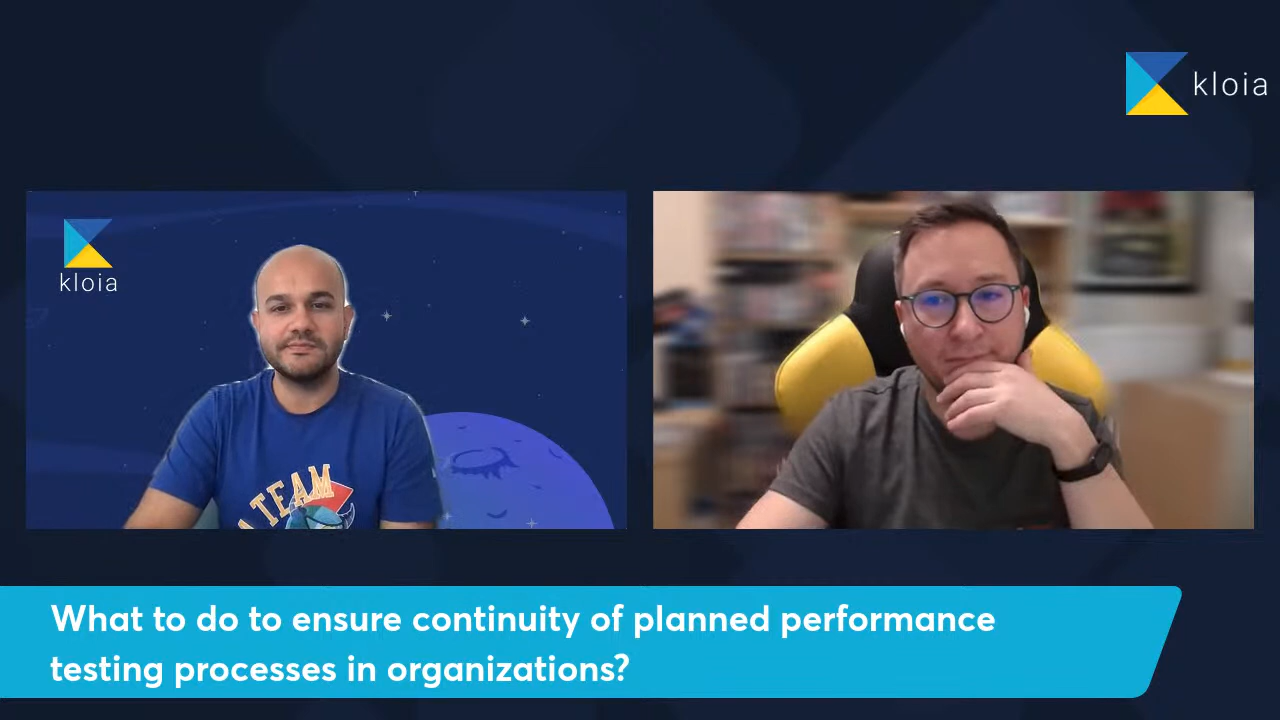 kloia
kloia
A TEAM
What to do to ensure continuity of planned performance
testing processes in organizations?